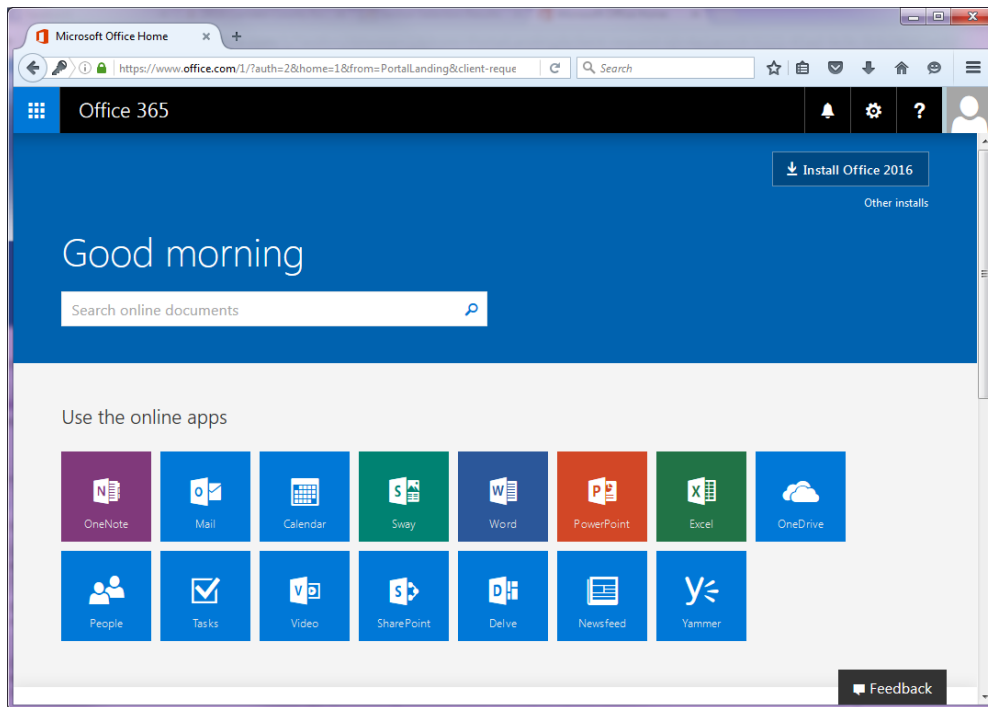 Microsoft Office Home
https://www.office.com/1/?auth=2&home=1&from=PortalLanding&client-reque
Search
Office 365
?
Install Office 2016
Other installs
Good morning
Search online documents
Use the online apps
OneNote Mail Calendar Sway Word PowerPoint Excel OneDrive
People Tasks Video SharePoint Delve Newsfeed Yammer
Feedback